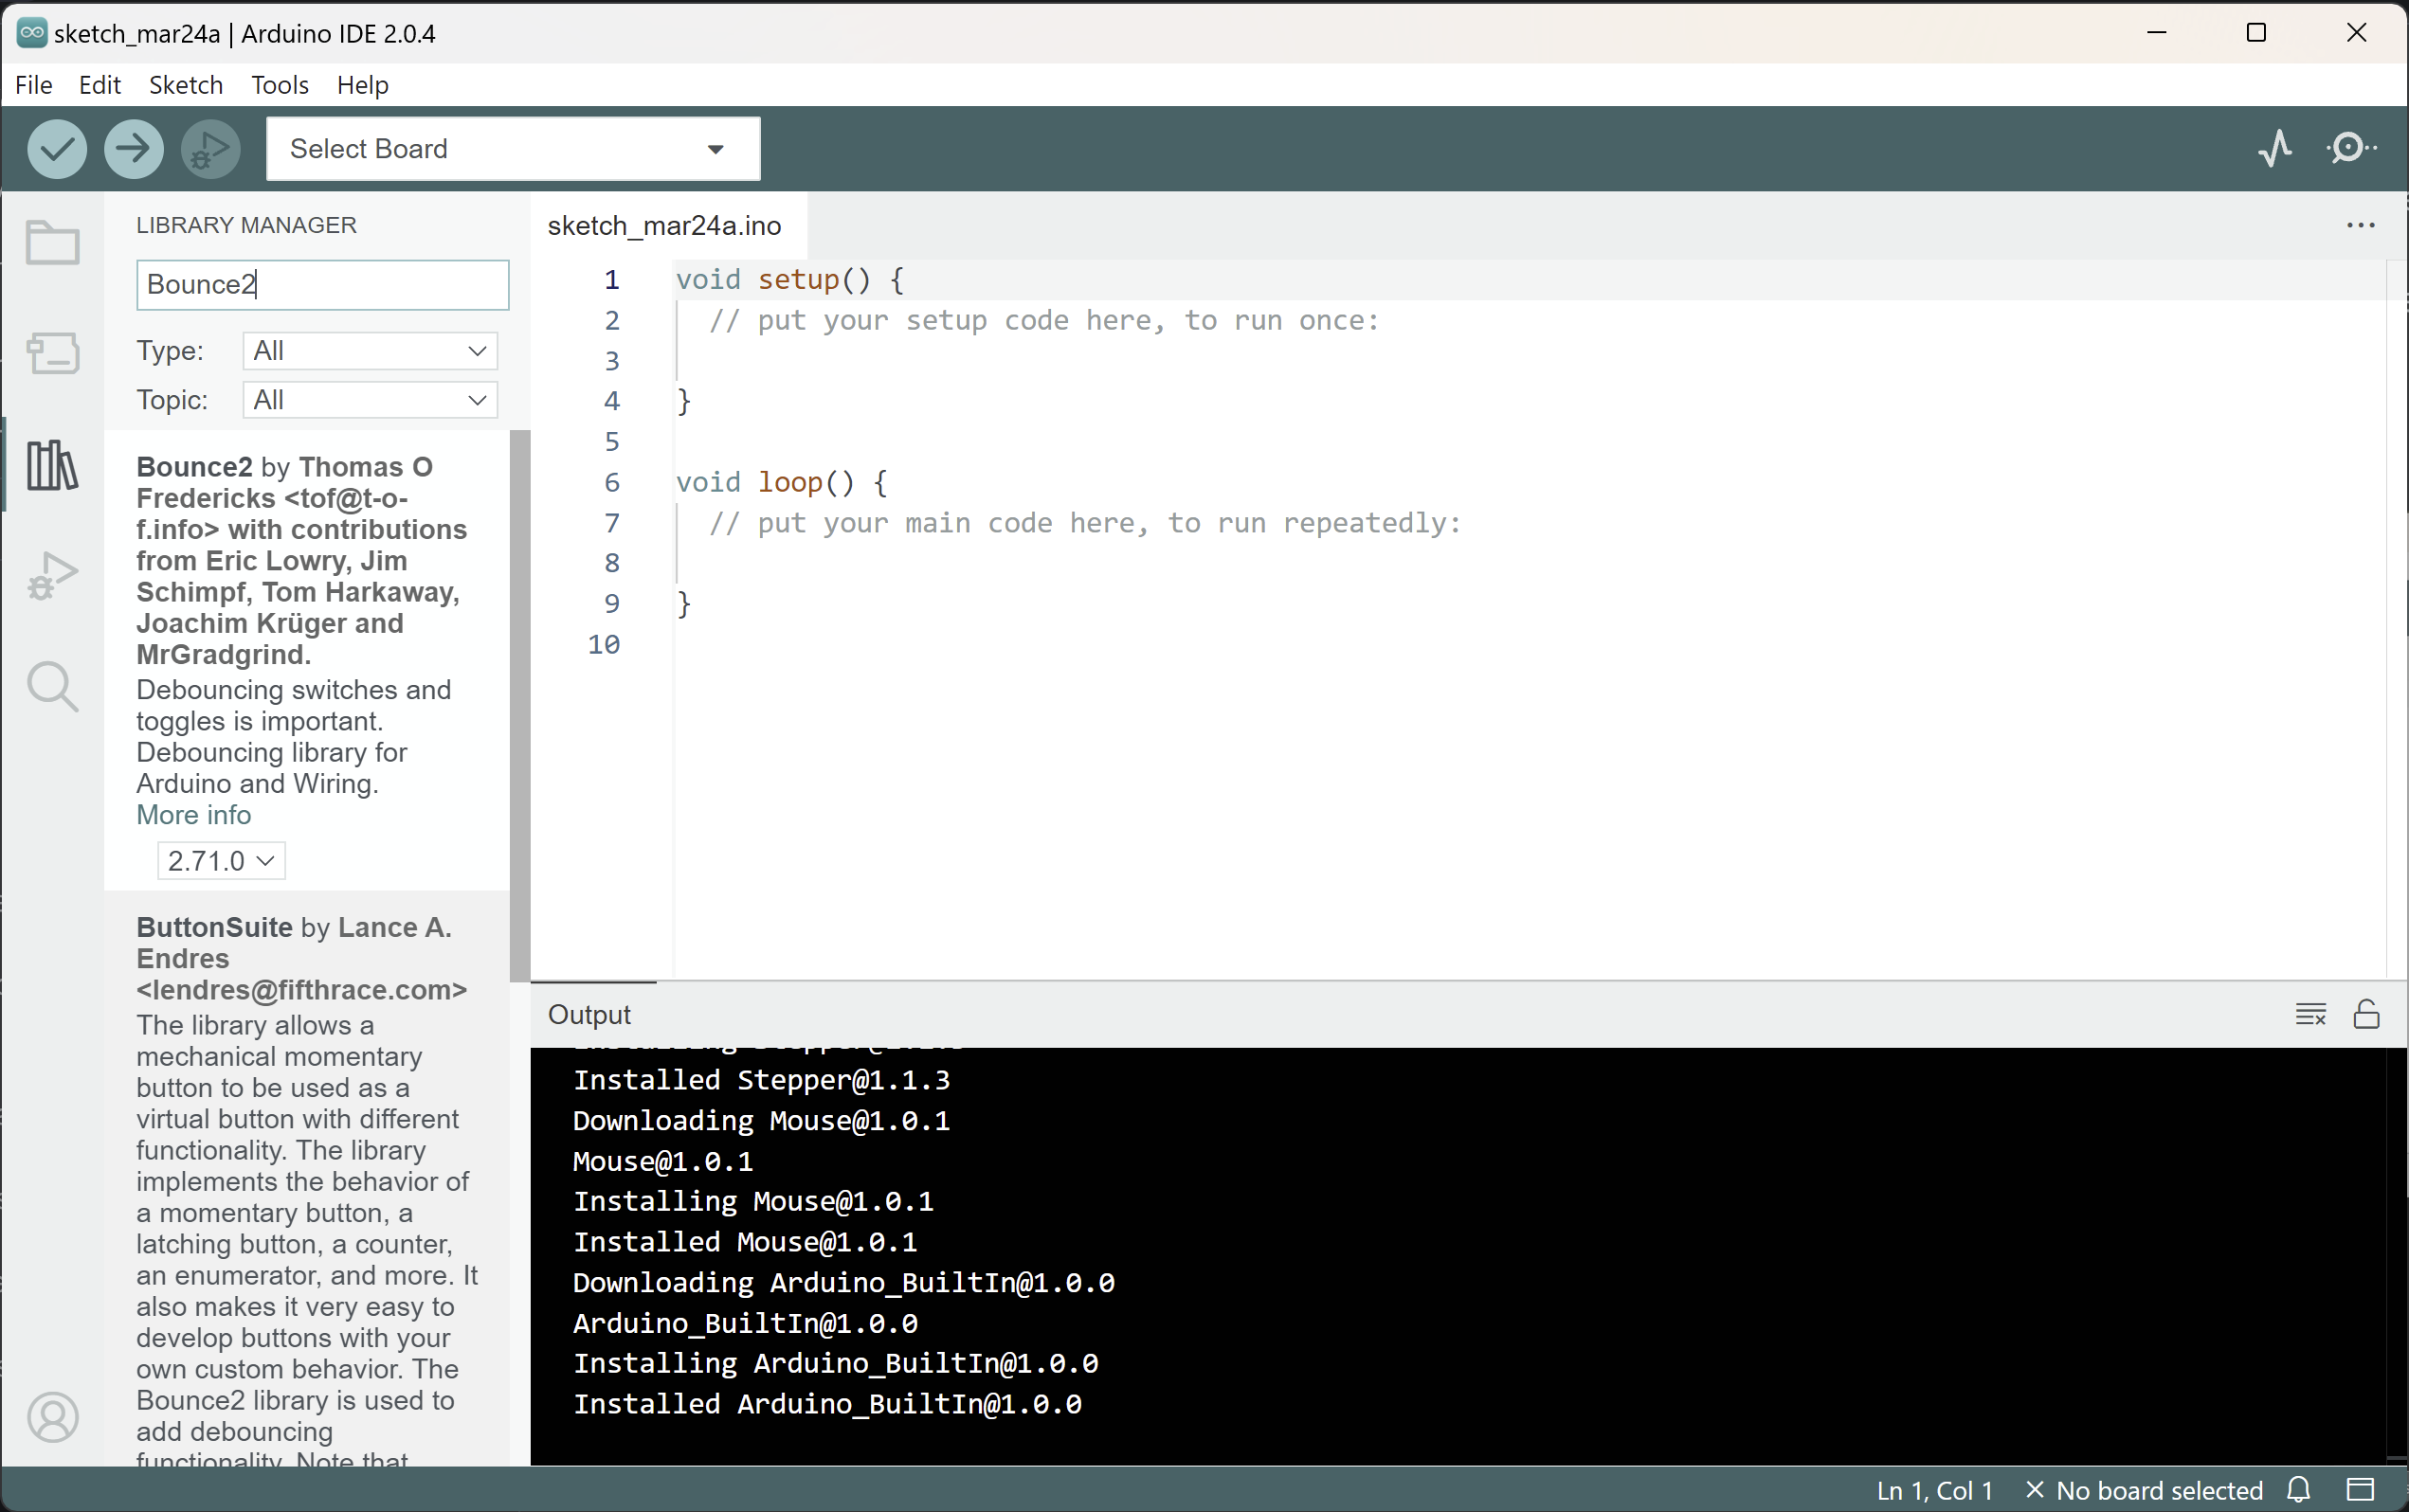 sketch_mar24a | Arduino IDE 2.0.4
File Edit Sketch Tools Help
Select Board
LIBRARY MANAGER
Bounce2
Type: All
Topic: All
Bounce2 by Thomas O
Fredericks <tof@t-o-
f.info> with contributions
from Eric Lowry, Jim
Schimpf, Tom Harkaway,
Joachim Krüger and
MrGradgrind.
Debouncing switches and
toggles is important.
Debouncing library for
Arduino and Wiring.
More info
2.71.0
ButtonSuite by Lance A.
Endres
<lendres@fifthrace.com>
The library allows a
mechanical momentary
button to be used as a
virtual button with different
functionality. The library
implements the behavior of
a momentary button, a
latching button, a counter,
an enumerator, and more. It
also makes it very easy to
develop buttons with your
own custom behavior. The
Bounce2 library is used to
add debouncing
functionality. Note that
sketch_mar24a.ino
1 void setup() {
2 // put your setup code here, to run once:
3
4 }
5
6 void loop() {
7 // put your main code here, to run repeatedly:
8
9 }
10
Output
Installed Stepper@1.1.3
Downloading Mouse@1.0.1
Mouse@1.0.1
Installing Mouse@1.0.1
Installed Mouse@1.0.1
Downloading Arduino_BuiltIn@1.0.0
Arduino_BuiltIn@1.0.0
Installing Arduino_BuiltIn@1.0.0
Installed Arduino_BuiltIn@1.0.0
Ln 1, Col 1 No board selected